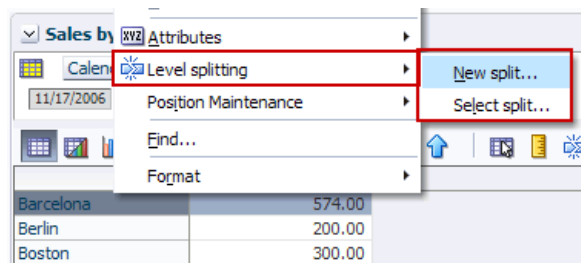 Sales by
XYZ Attributes
Calen
Level splitting
New split...
11/17/2006
Position Maintenance
Select split...
Find...
Format
Barcelona 574.00
Berlin 200.00
Boston 300.00